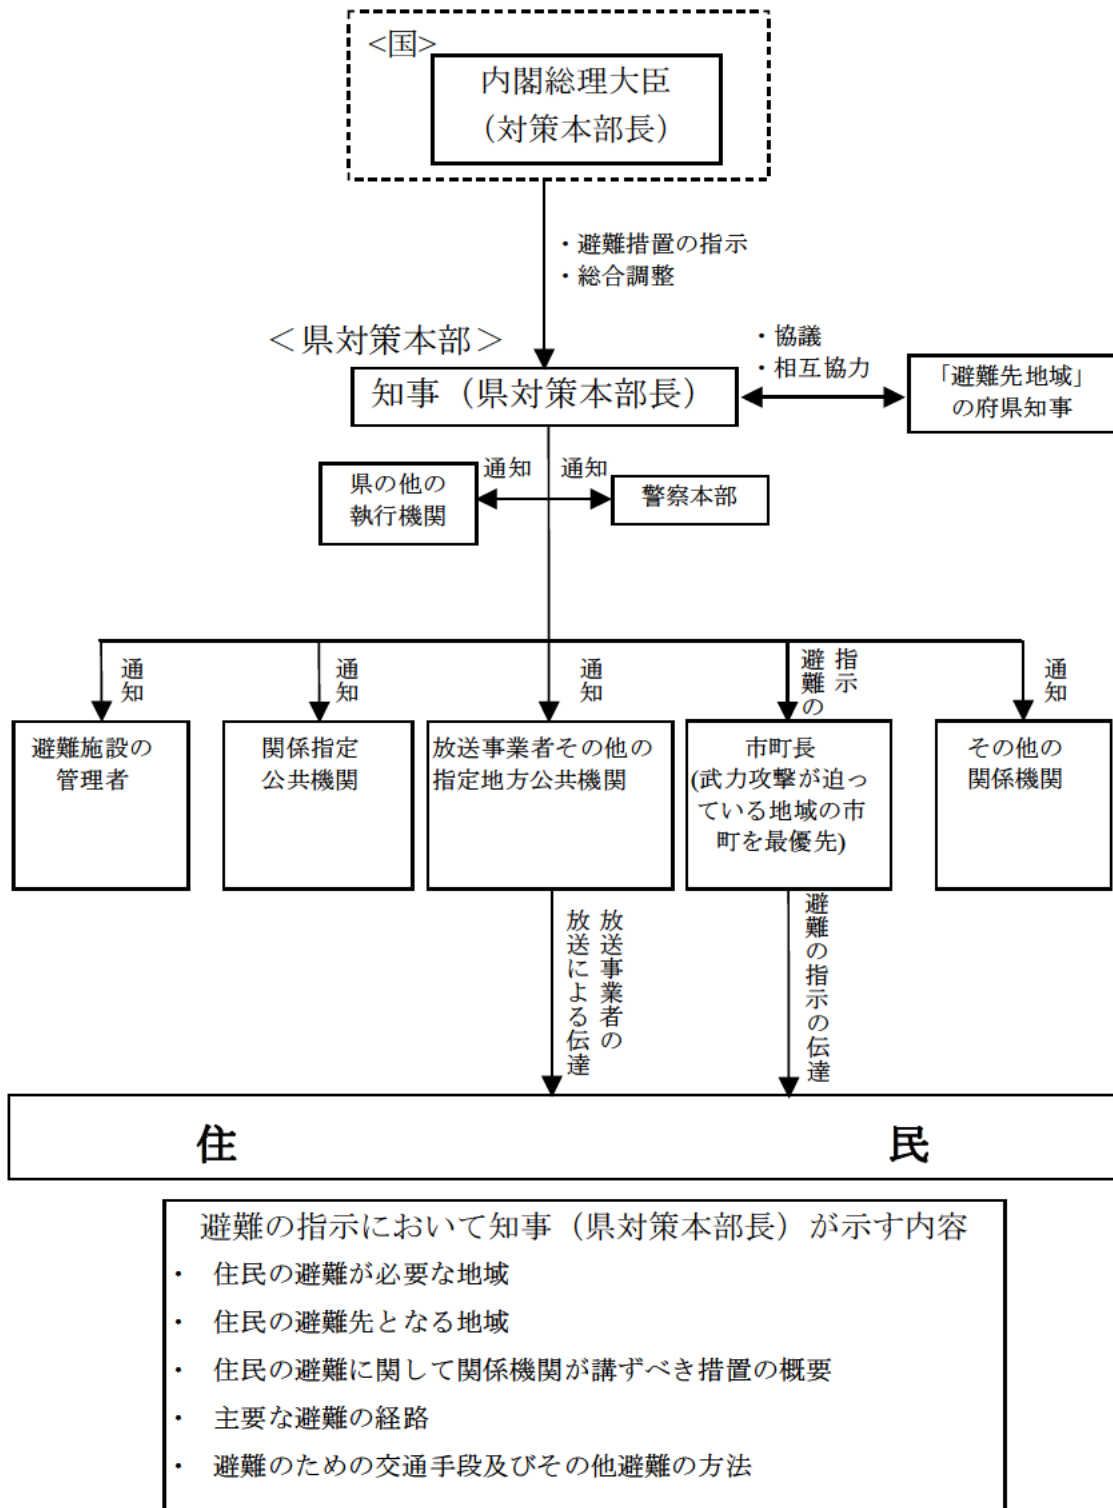 <国>
内閣総理大臣
（対策本部長）
・避難措置の指示
・総合調整
＜県対策本部＞
・協議
・相互協力
知事（県対策本部長）
「避難先地域」
の府県知事
通知
通知
県の他の
執行機関
警察本部
通知
通知
通知
避難の
指示
通知
避難施設の
管理者
関係指定
公共機関
放送事業者その他の
指定地方公共機関
市町長
(武力攻撃が迫っ
ている地域の市
町を最優先)
その他の
関係機関
放送事業者の
放送による伝達
避難の指示の伝達
住民
避難の指示において知事（県対策本部長）が示す内容
・ 住民の避難が必要な地域
・ 住民の避難先となる地域
・ 住民の避難に関して関係機関が講ずべき措置の概要
・ 主要な避難の経路
・ 避難のための交通手段及びその他避難の方法